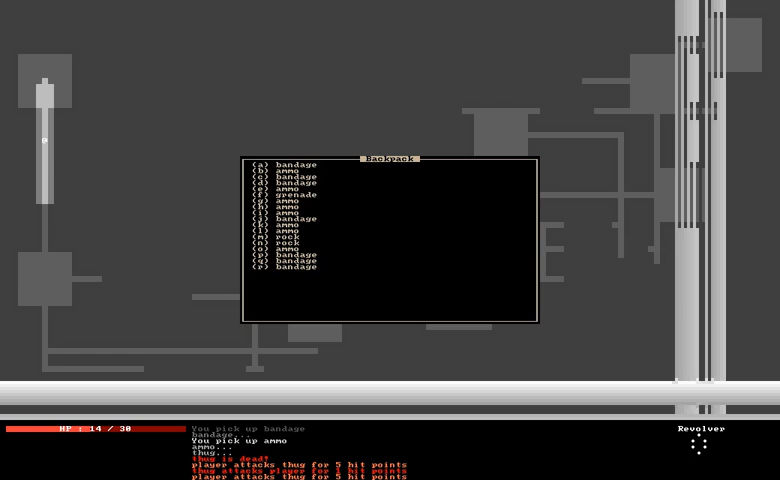 Backpack
(a) bandage
(b) ammo
(c) bandage
(d) bandage
(e) ammo
(f) grenade
(g) ammo
(h) ammo
(i) ammo
(j) bandage
(k) ammo
(l) ammo
(m) rock
(n) rock
(o) ammo
(p) bandage
(q) bandage
(r) bandage
@
HP : 14 / 30
You pick up bandage
bandage...
You pick up ammo
ammo...
thug...
thug is dead!
player attacks thug for 5 hit points
thug attacks player for 1 hit points
player attacks thug for 5 hit points
Revolver